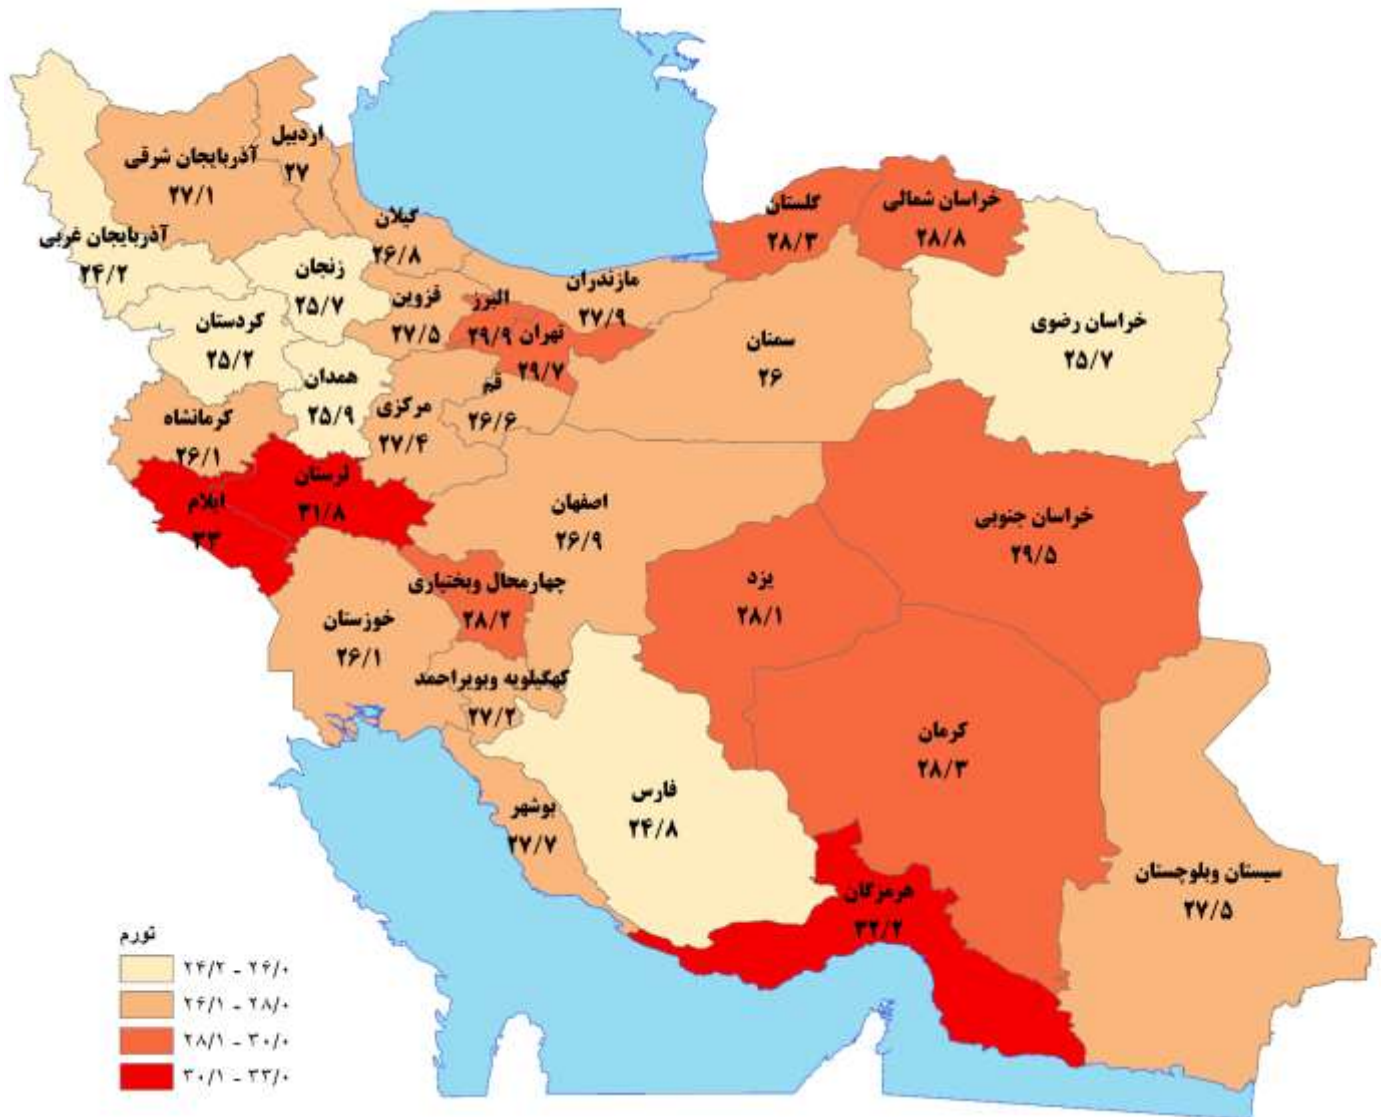 اردبیل
۲۷
آذربایجان شرقی
۲۷/۱
گیلان
۲۶/۸
آذربایجان غربی
۲۴/۲
زنجان
۲۵/۷
گلستان
۲۸/۳
خراسان شمالی
۲۸/۸
مازندران
۲۷/۹
قزوین
۲۷/۵
البرز
۲۹/۹
تهران
۲۹/۷
کردستان
۲۵/۲
سمنان
۲۶
خراسان رضوی
۲۵/۷
همدان
۲۵/۹
مرکزی
۲۷/۴
قم
۲۶/۶
کرمانشاه
۲۶/۱
لرستان
۳۱/۸
ایلام
۳۳
اصفهان
۲۶/۹
خراسان جنوبی
۲۹/۵
چهارمحال وبختیاری
۲۸/۲
یزد
۲۸/۱
خوزستان
۲۶/۱
کهگیلویه وبویراحمد
۲۷/۲
کرمان
۲۸/۳
فارس
۲۴/۸
بوشهر
۲۷/۷
هرمزگان
۳۲/۲
سیستان وبلوچستان
۲۷/۵
تورم
۲۴/۲ - ۲۶/۰
۲۶/۱ - ۲۸/۰
۲۸/۱ - ۳۰/۰
۳۰/۱ - ۳۳/۰